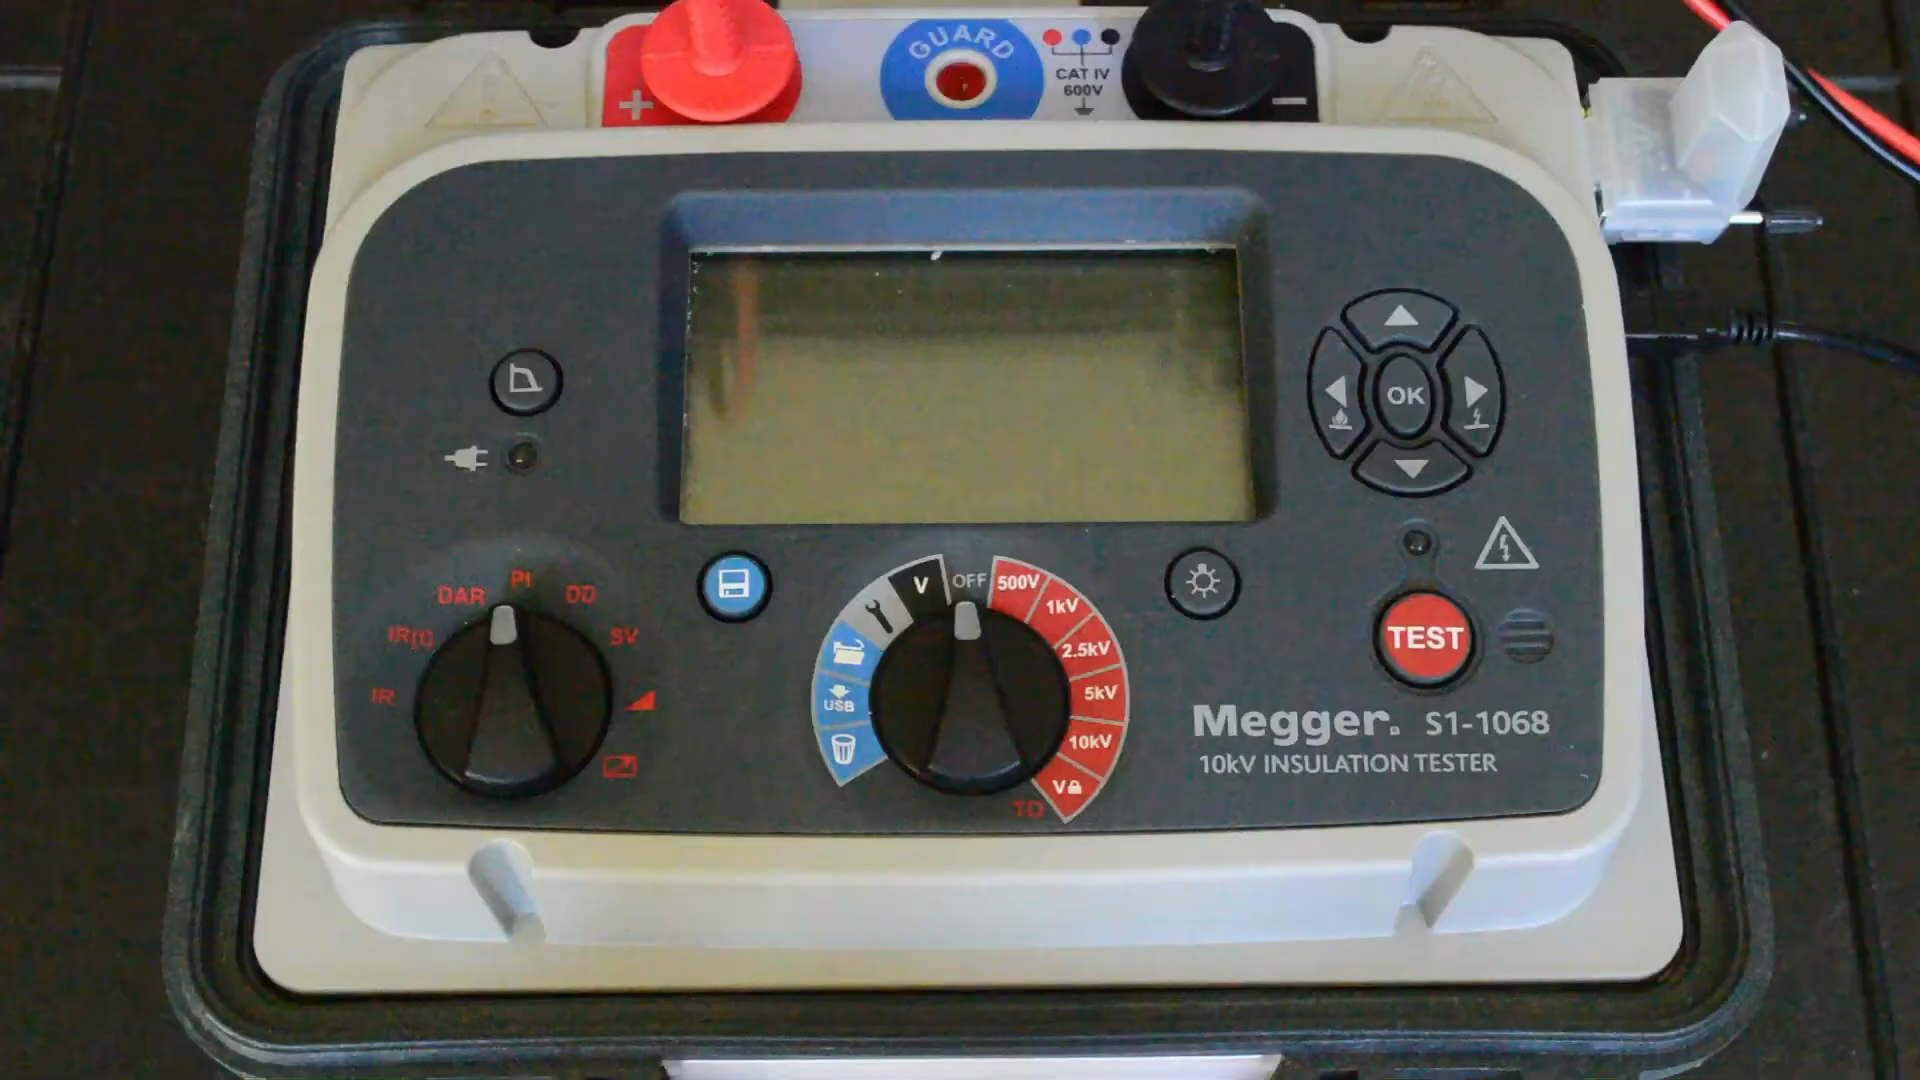 GUARD
CAT IV
600V
+
−
OK
DAR
PI
DD
IR(t)
SV
IR
V
OFF
500V
1kV
2.5kV
5kV
10kV
V
TD
USB
TEST
Megger. S1-1068
10kV INSULATION TESTER